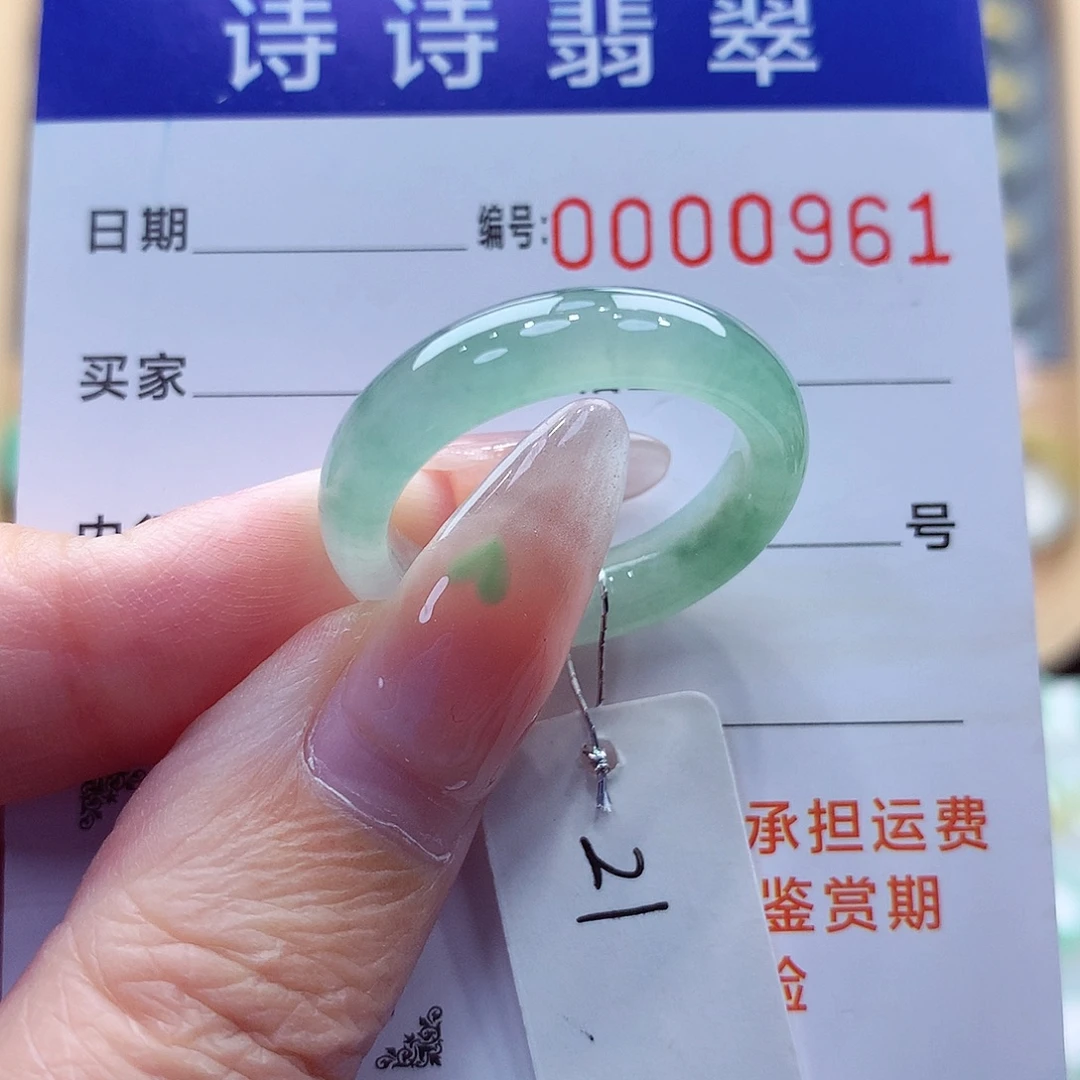 诗诗翡翠
日期 编号:0000961
买家
号
承担运费
鉴赏期
21